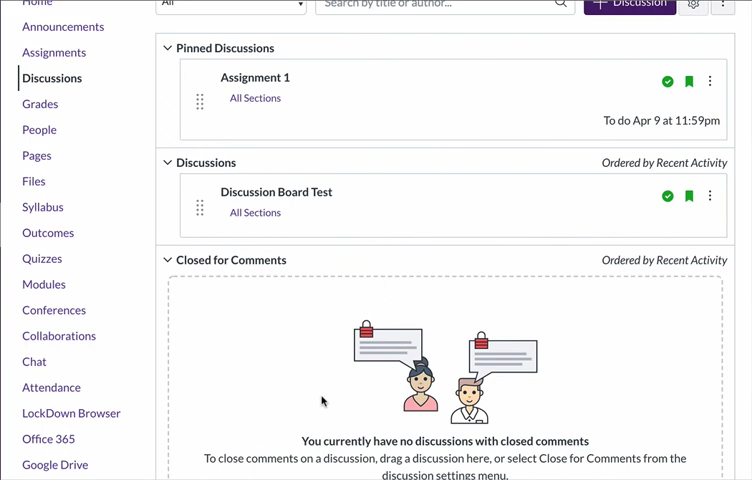 Home
All
Search by title or author...
Discussion
Announcements
Assignments
Discussions
Grades
People
Pages
Files
Syllabus
Outcomes
Quizzes
Modules
Conferences
Collaborations
Chat
Attendance
LockDown Browser
Office 365
Google Drive
Pinned Discussions
Assignment 1
All Sections
To do Apr 9 at 11:59pm
Discussions
Ordered by Recent Activity
Discussion Board Test
All Sections
Closed for Comments
Ordered by Recent Activity
You currently have no discussions with closed comments
To close comments on a discussion, drag a discussion here, or select Close for Comments from the
discussion settings menu.